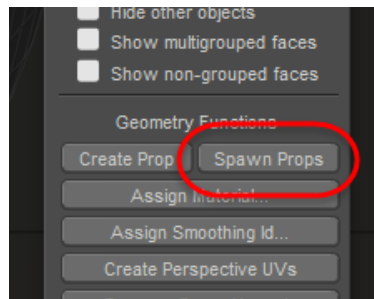 Hide other objects
Show multigrouped faces
Show non-grouped faces
Geometry Functions
Create Prop Spawn Props
Assign Material...
Assign Smoothing Id...
Create Perspective UVs